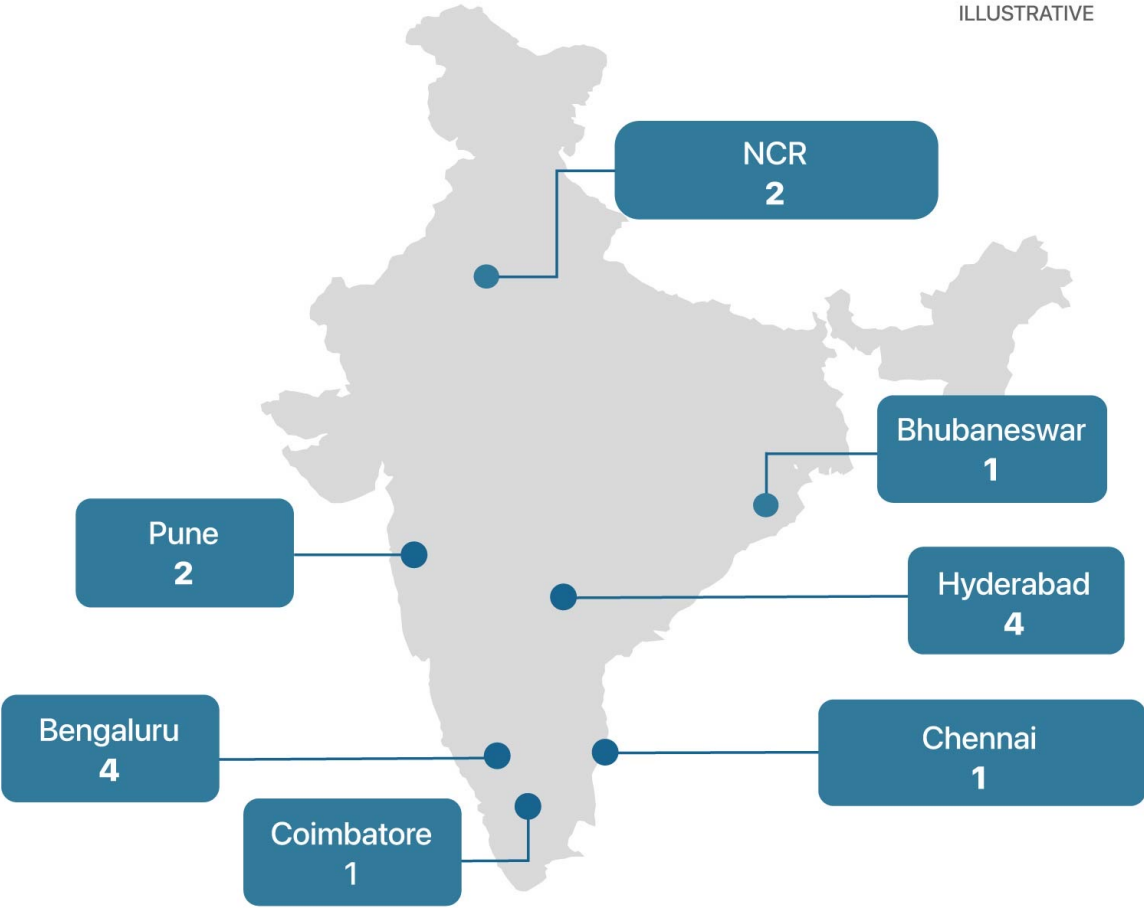 ILLUSTRATIVE
NCR
2
Bhubaneswar
1
Pune
2
Hyderabad
4
Bengaluru
4
Chennai
1
Coimbatore
1